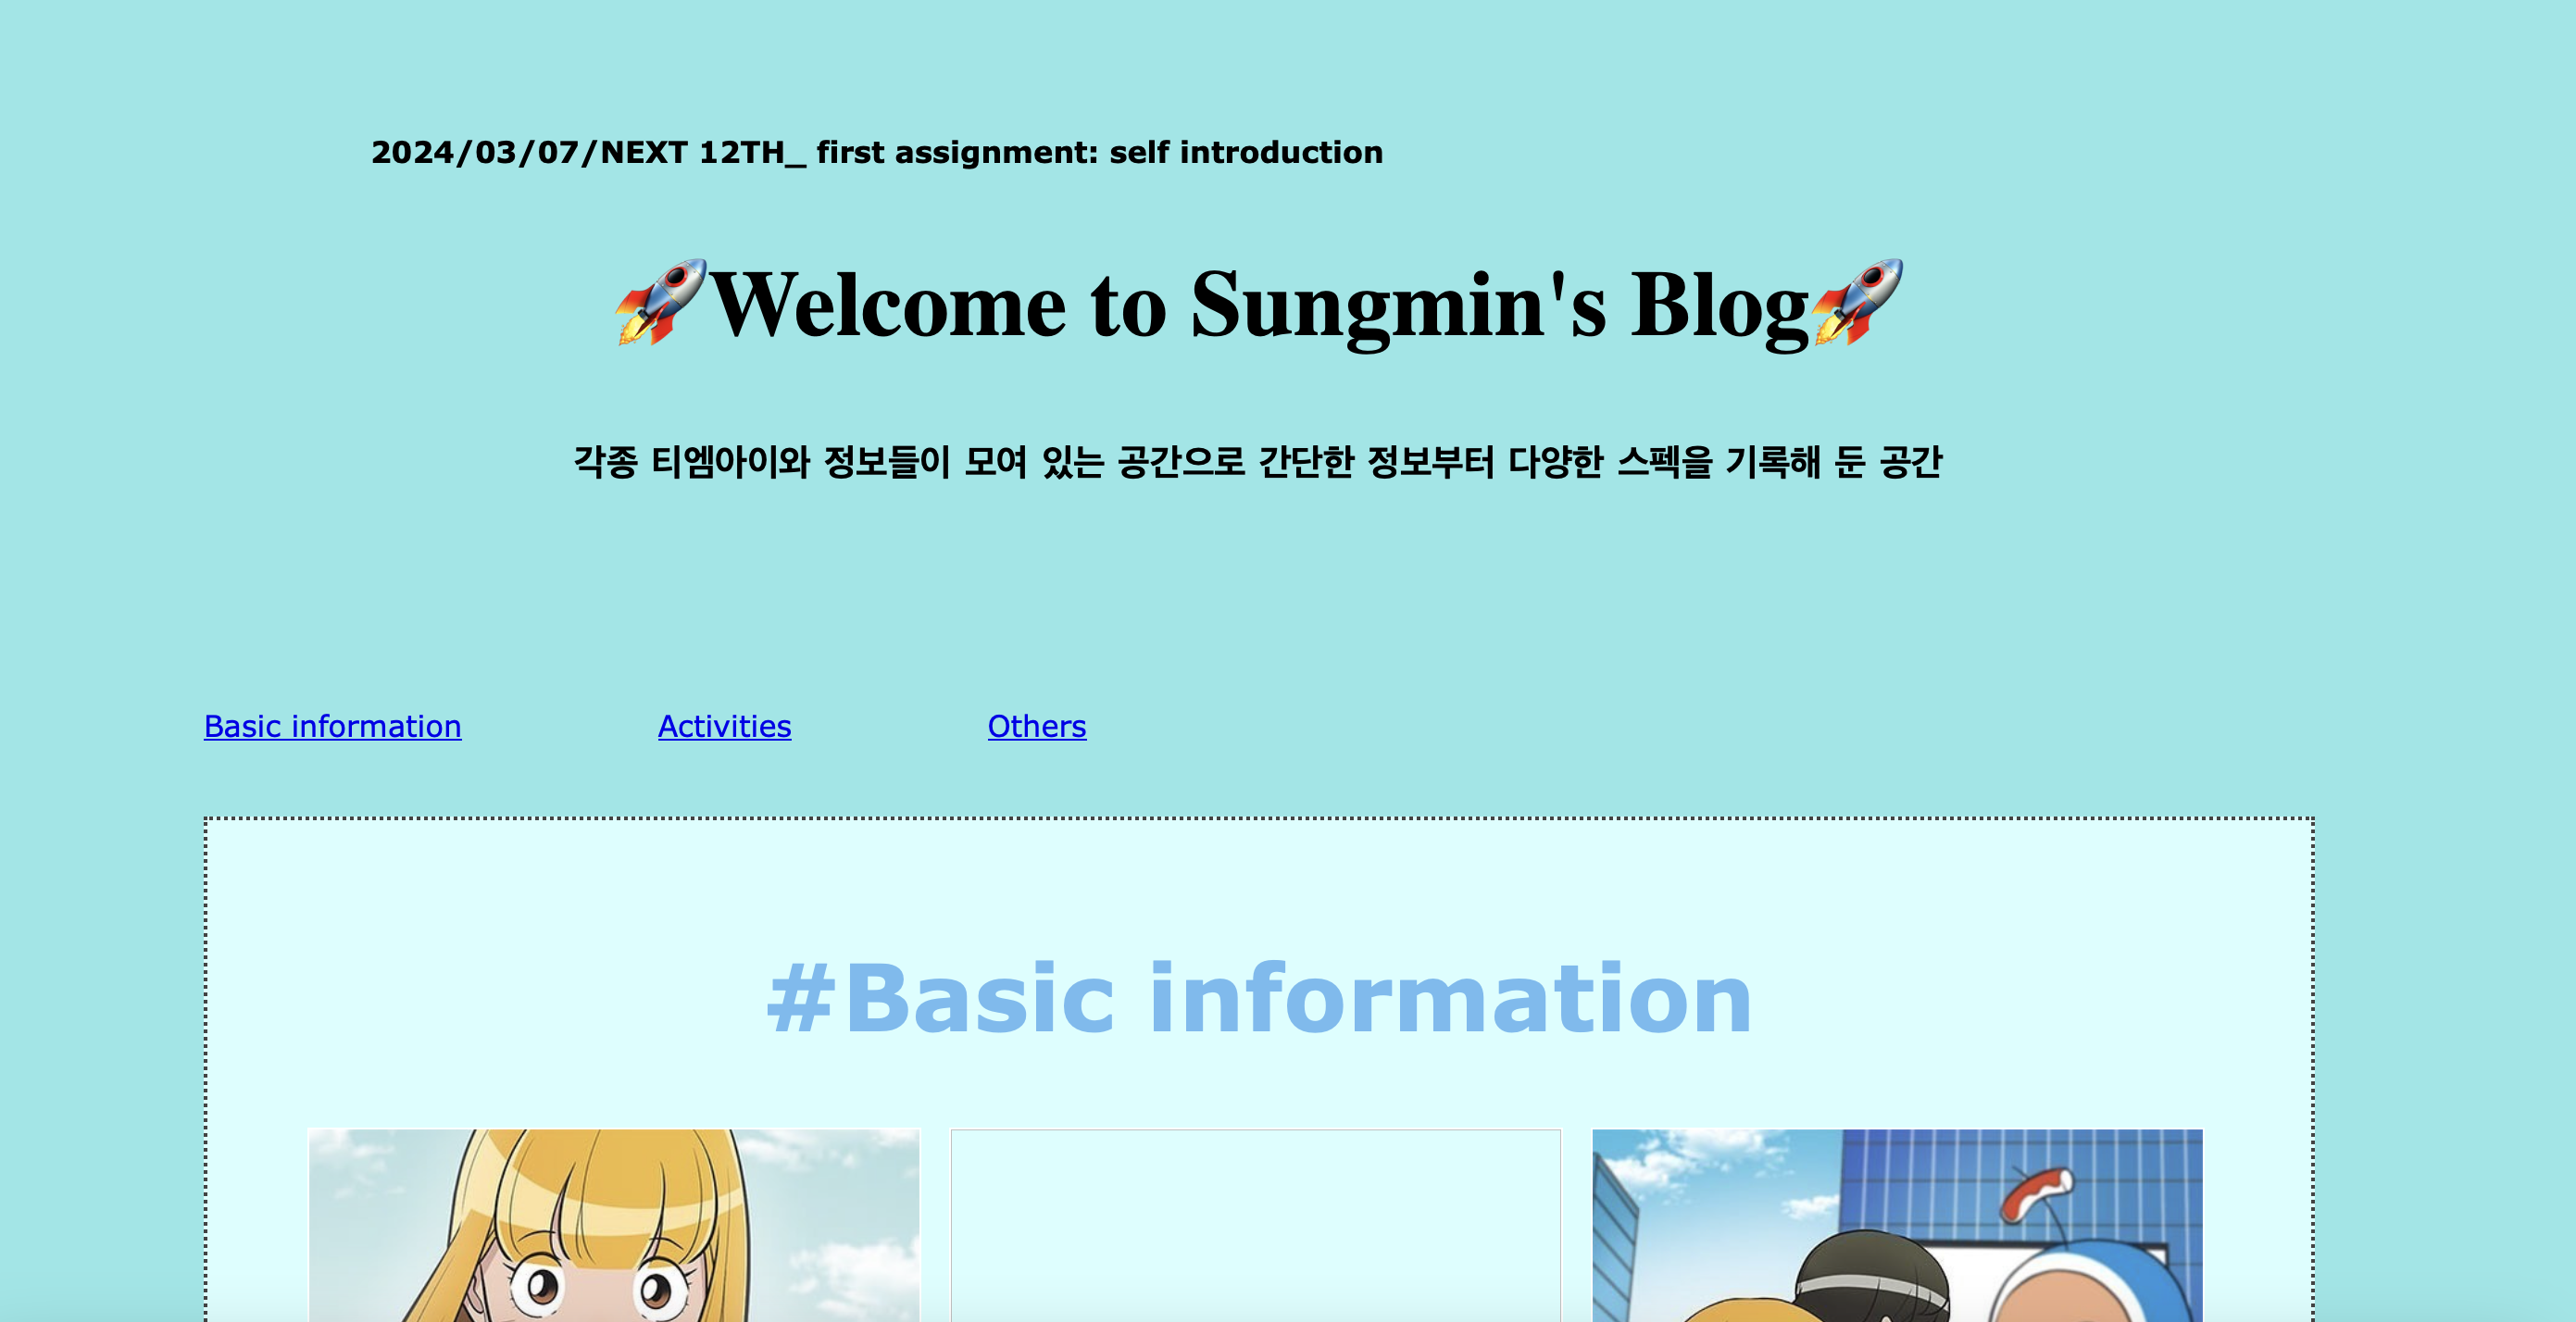 2024/03/07/NEXT 12TH_ first assignment: self introduction
🚀Welcome to Sungmin's Blog🚀
각종 티엠아이와 정보들이 모여 있는 공간으로 간단한 정보부터 다양한 스펙을 기록해 둔 공간
Basic information Activities Others
#Basic information